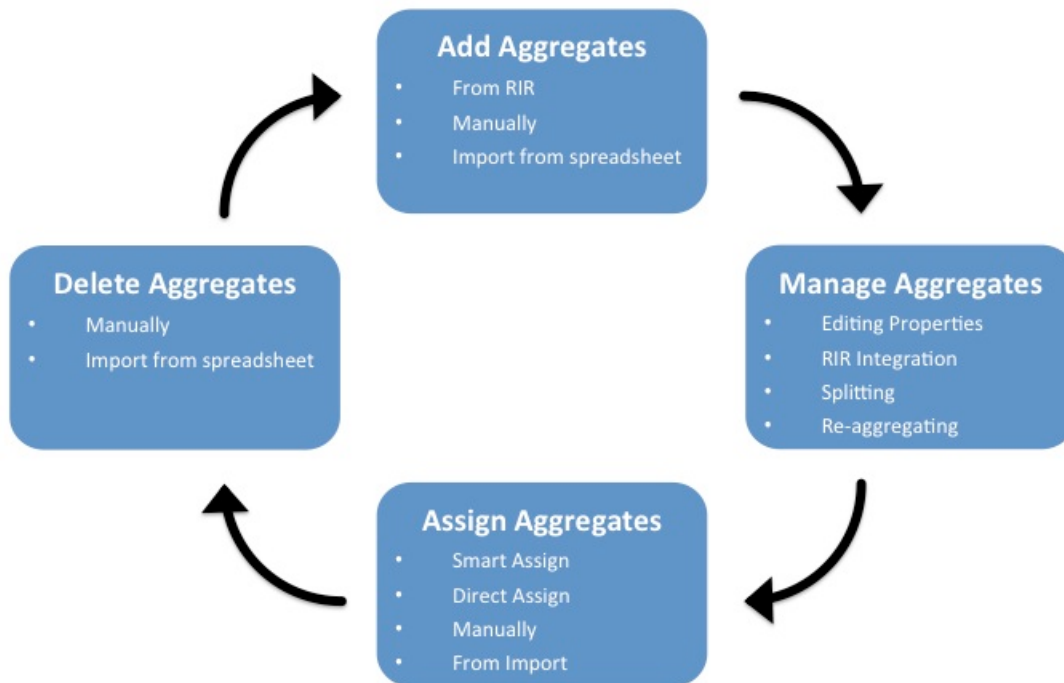 Add Aggregates
• From RIR
• Manually
• Import from spreadsheet
Manage Aggregates
• Editing Properties
• RIR Integration
• Splitting
• Re-aggregating
Assign Aggregates
• Smart Assign
• Direct Assign
• Manually
• From Import
Delete Aggregates
• Manually
• Import from spreadsheet